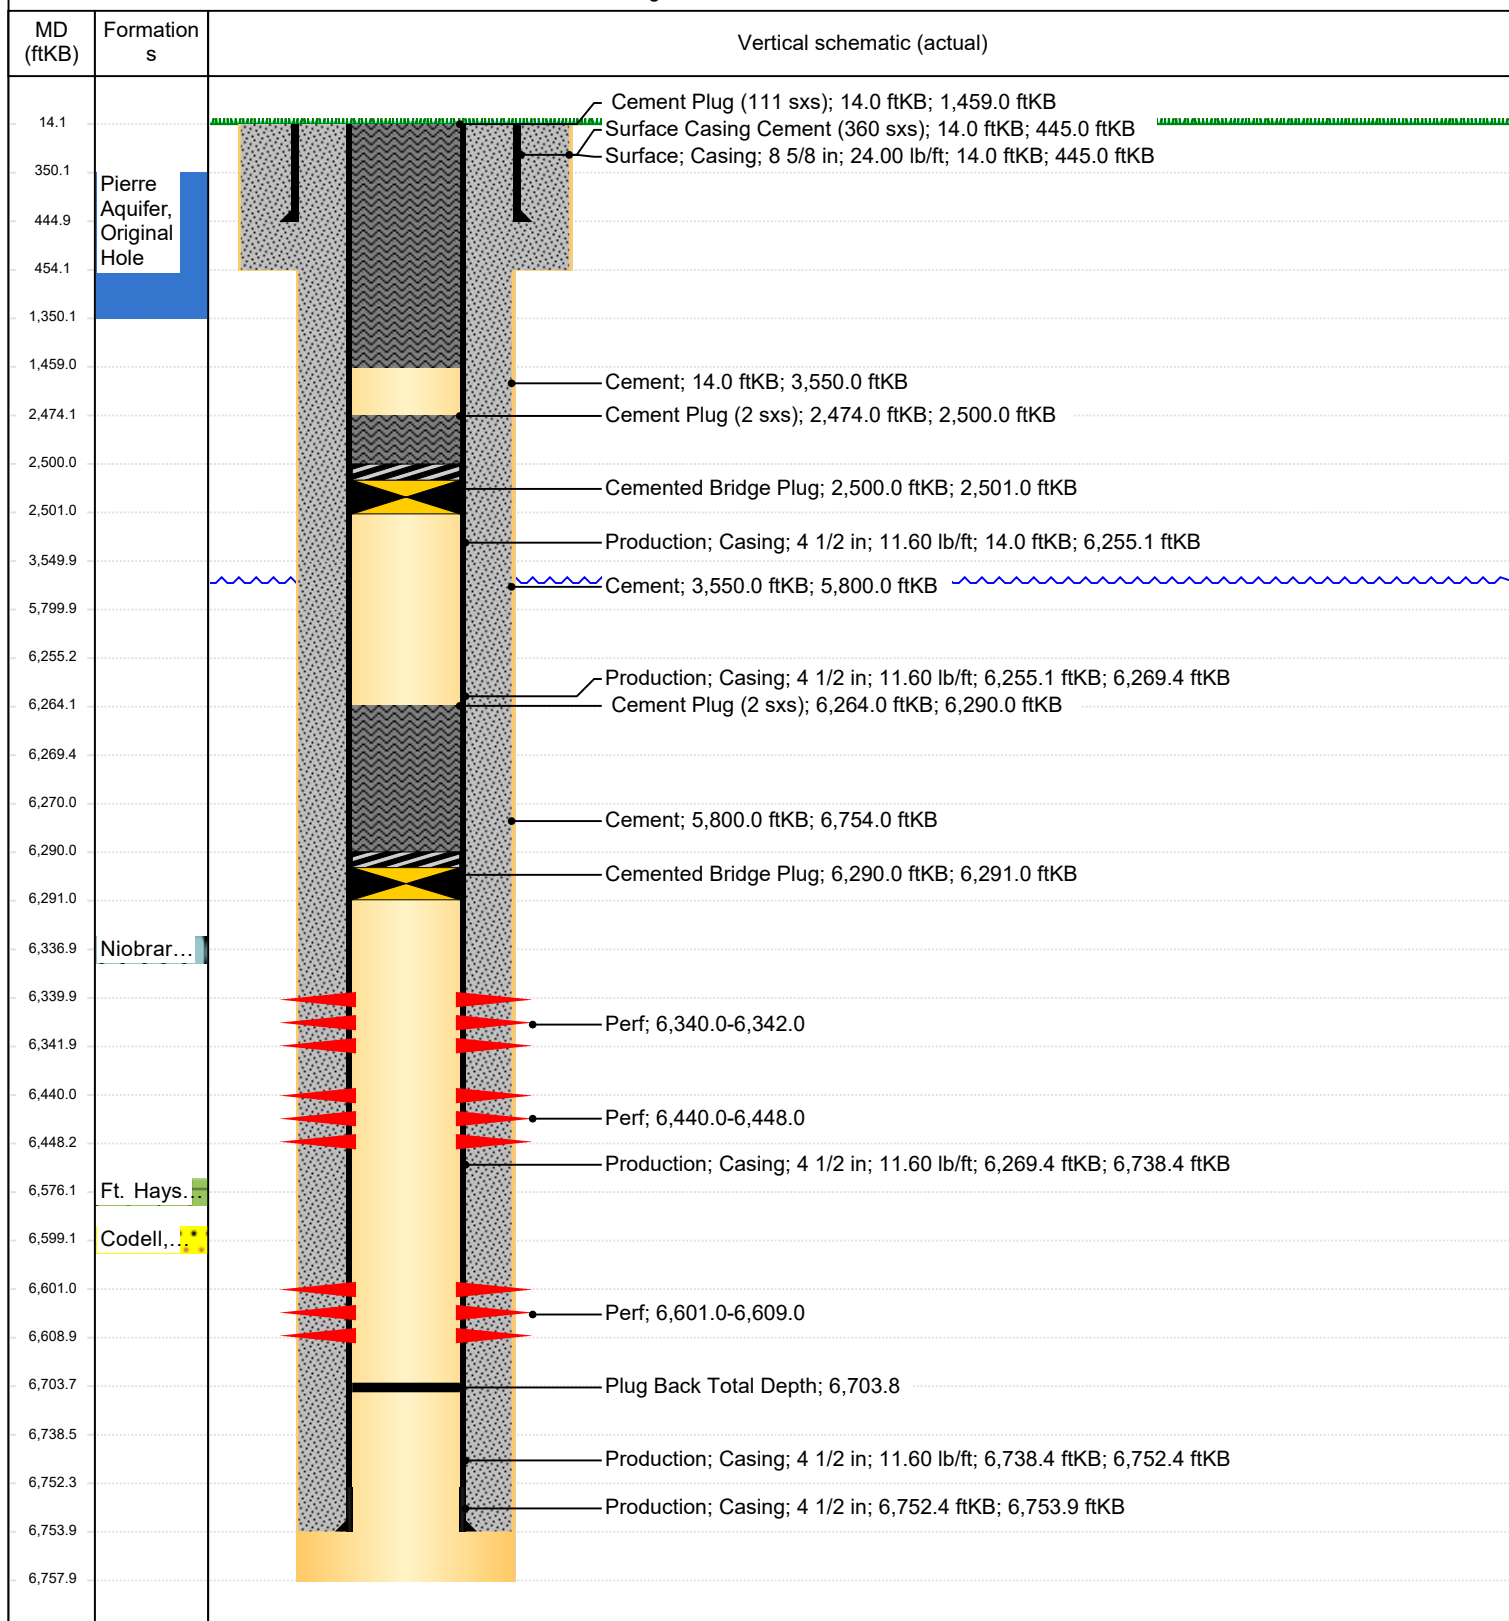 MD
(ftKB)
Formation
s
Vertical schematic (actual)
14.1
350.1
444.9
454.1
1,350.1
1,459.0
2,474.1
2,500.0
2,501.0
3,549.9
5,799.9
6,255.2
6,264.1
6,269.4
6,270.0
6,290.0
6,291.0
6,336.9
6,339.9
6,341.9
6,440.0
6,448.2
6,576.1
6,599.1
6,601.0
6,608.9
6,703.7
6,738.5
6,752.3
6,753.9
6,757.9
Pierre
Aquifer,
Original
Hole
Niobrar...
Ft. Hays...
Codell,...
Cement Plug (111 sxs); 14.0 ftKB; 1,459.0 ftKB
Surface Casing Cement (360 sxs); 14.0 ftKB; 445.0 ftKB
Surface; Casing; 8 5/8 in; 24.00 lb/ft; 14.0 ftKB; 445.0 ftKB
Cement; 14.0 ftKB; 3,550.0 ftKB
Cement Plug (2 sxs); 2,474.0 ftKB; 2,500.0 ftKB
Cemented Bridge Plug; 2,500.0 ftKB; 2,501.0 ftKB
Production; Casing; 4 1/2 in; 11.60 lb/ft; 14.0 ftKB; 6,255.1 ftKB
Cement; 3,550.0 ftKB; 5,800.0 ftKB
Production; Casing; 4 1/2 in; 11.60 lb/ft; 6,255.1 ftKB; 6,269.4 ftKB
Cement Plug (2 sxs); 6,264.0 ftKB; 6,290.0 ftKB
Cement; 5,800.0 ftKB; 6,754.0 ftKB
Cemented Bridge Plug; 6,290.0 ftKB; 6,291.0 ftKB
Perf; 6,340.0-6,342.0
Perf; 6,440.0-6,448.0
Production; Casing; 4 1/2 in; 11.60 lb/ft; 6,269.4 ftKB; 6,738.4 ftKB
Perf; 6,601.0-6,609.0
Plug Back Total Depth; 6,703.8
Production; Casing; 4 1/2 in; 11.60 lb/ft; 6,738.4 ftKB; 6,752.4 ftKB
Production; Casing; 4 1/2 in; 6,752.4 ftKB; 6,753.9 ftKB